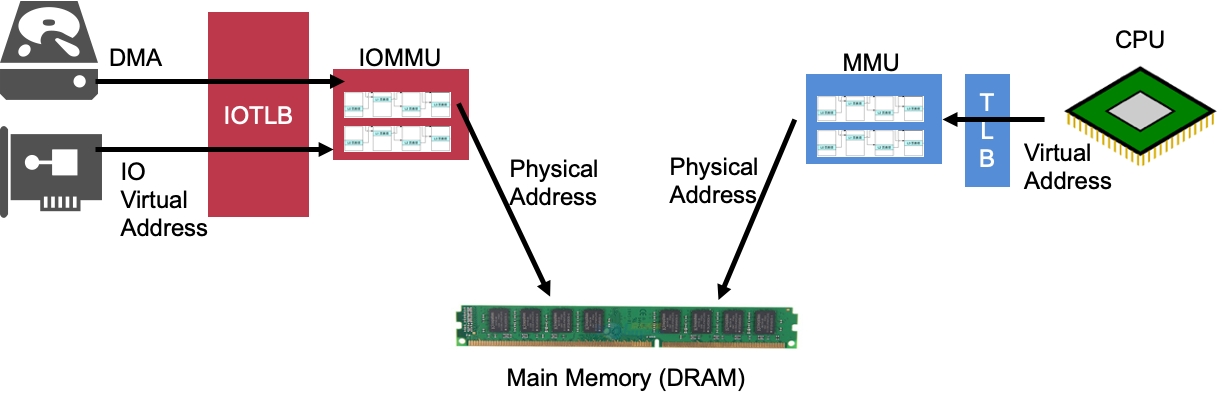 DMA
IOTLB
IOMMU
IO
Virtual
Address
Physical
Address
Physical
Address
MMU
T
L
B
CPU
Virtual
Address
Main Memory (DRAM)